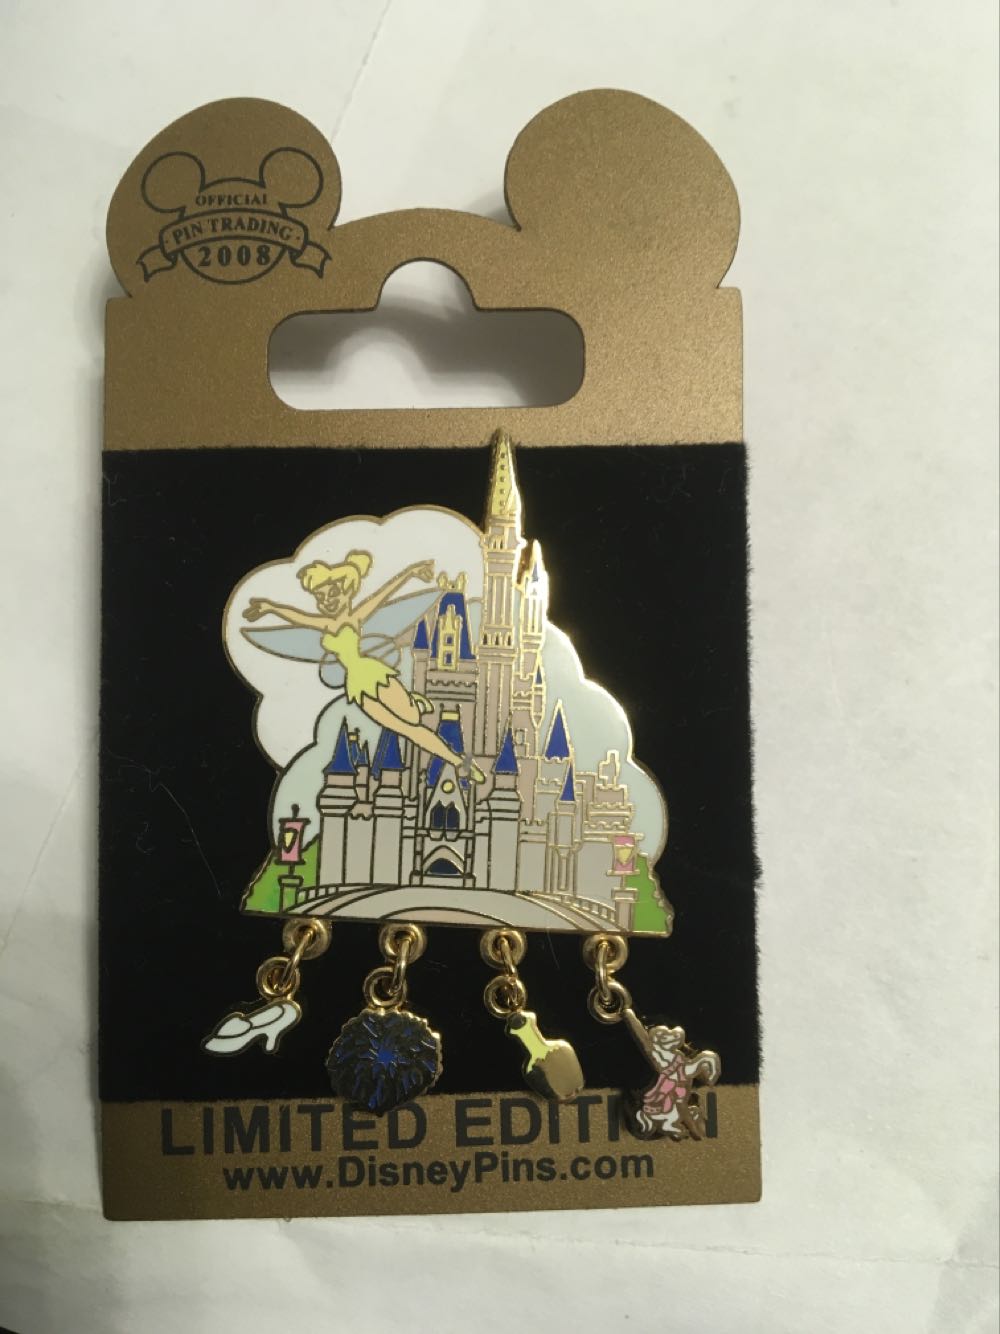 OFFICIAL
PIN TRADING
2008
LIMITED EDITION
www.DisneyPins.com